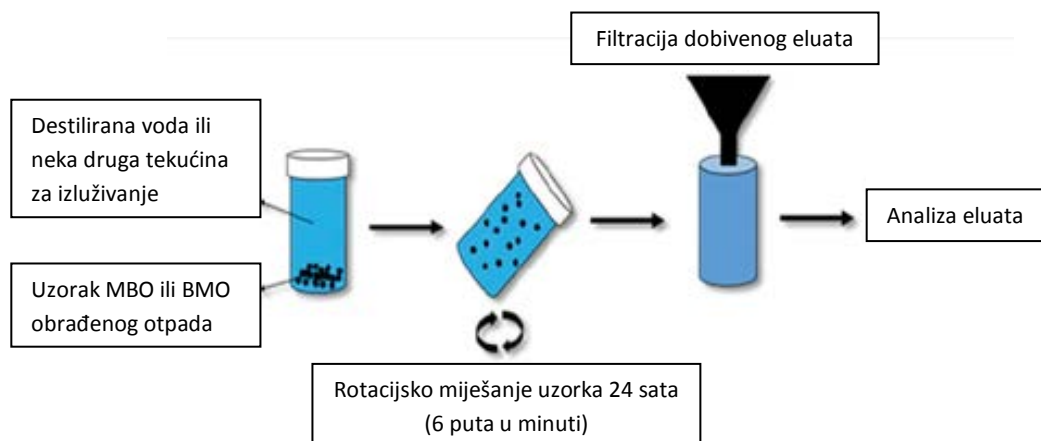 Filtracija dobivenog eluata
Destilirana voda ili
neka druga tekućina
za izluživanje
Analiza eluata
Uzorak MBO ili BMO
obrađenog otpada
Rotacijsko miješanje uzorka 24 sata
(6 puta u minuti)